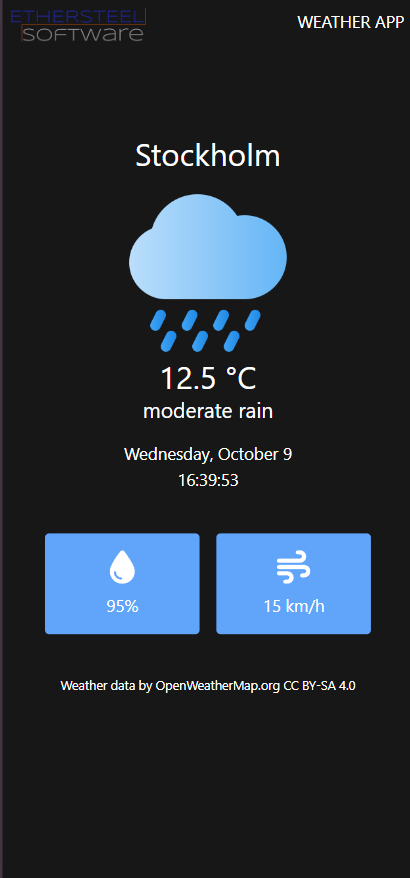 ETHERSTEEL
SOFTware
WEATHER APP
Stockholm
12.5 °C
moderate rain
Wednesday, October 9
16:39:53
95%
15 km/h
Weather data by OpenWeatherMap.org CC BY-SA 4.0